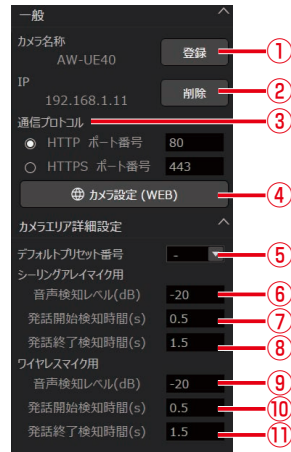 一般
カメラ名称
AW-UE40 登録 ①
IP
192.168.1.11 削除 ②
通信プロトコル ③
HTTP ポート番号 80
HTTPS ポート番号 443
カメラ設定 (WEB) ④
カメラエリア詳細設定
デフォルトプリセット番号 - ⑤
シーリングアレイマイク用
音声検知レベル(dB) -20 ⑥
発話開始検知時間(s) 0.5 ⑦
発話終了検知時間(s) 1.5 ⑧
ワイヤレスマイク用
音声検知レベル(dB) -20 ⑨
発話開始検知時間(s) 0.5 ⑩
発話終了検知時間(s) 1.5 ⑪